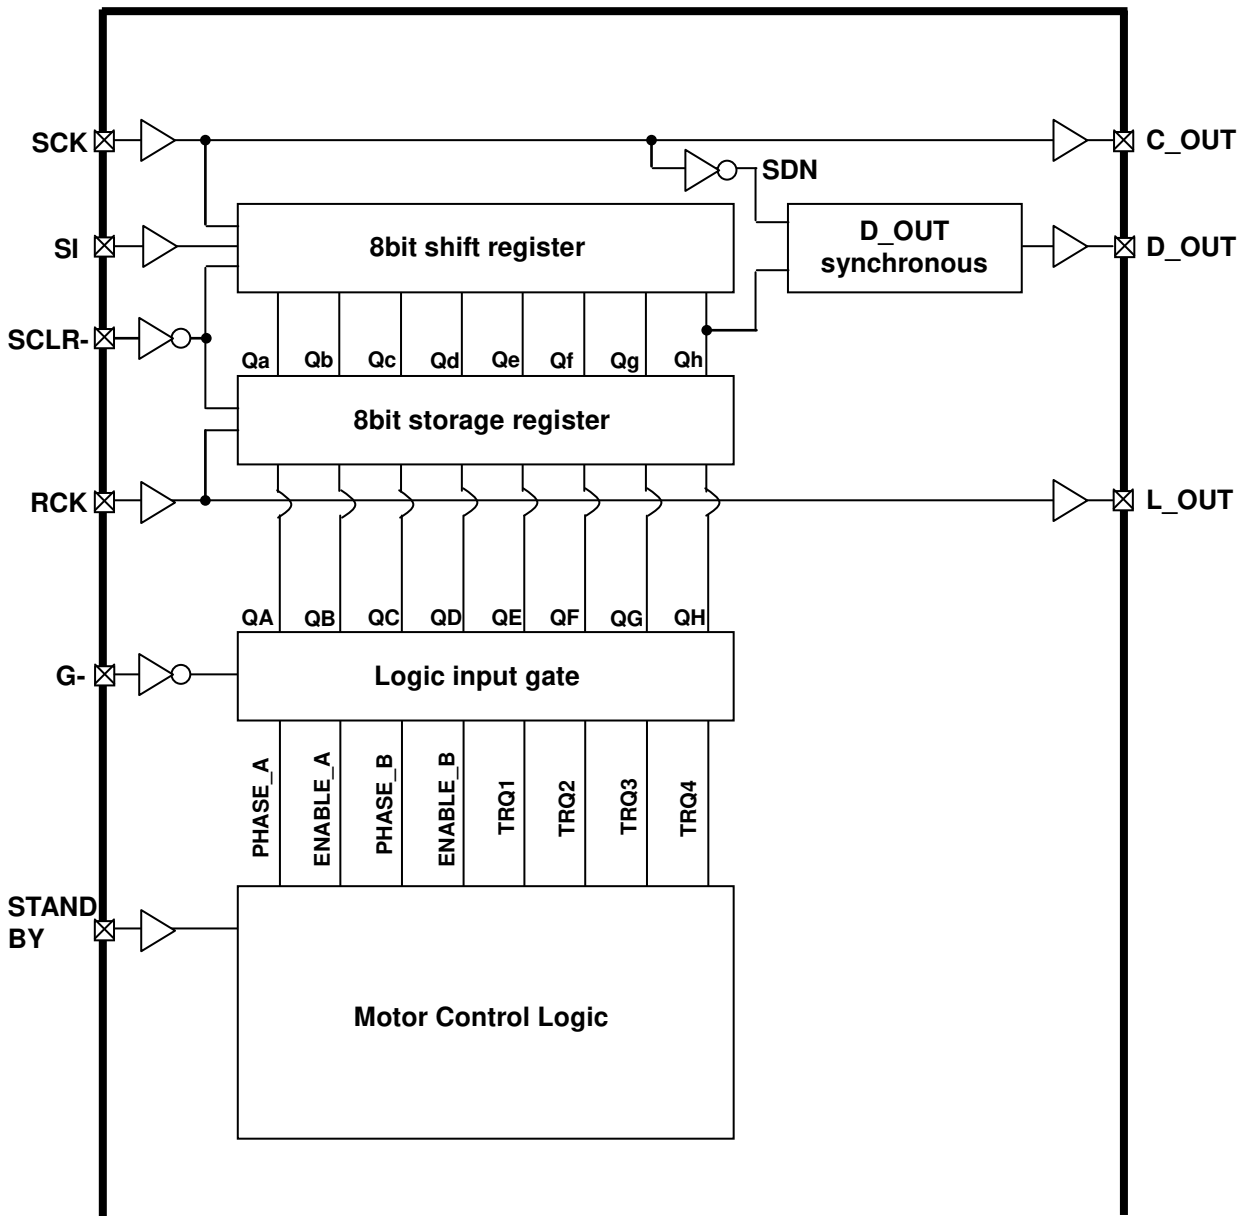 SCK
C_OUT
SDN
SI
8bit shift register
D_OUT
synchronous
D_OUT
SCLR-
Qa
Qb
Qc
Qd
Qe
Qf
Qg
Qh
8bit storage register
RCK
L_OUT
QA
QB
QC
QD
QE
QF
QG
QH
G-
Logic input gate
PHASE_A
ENABLE_A
PHASE_B
ENABLE_B
TRQ1
TRQ2
TRQ3
TRQ4
STAND
BY
Motor Control Logic